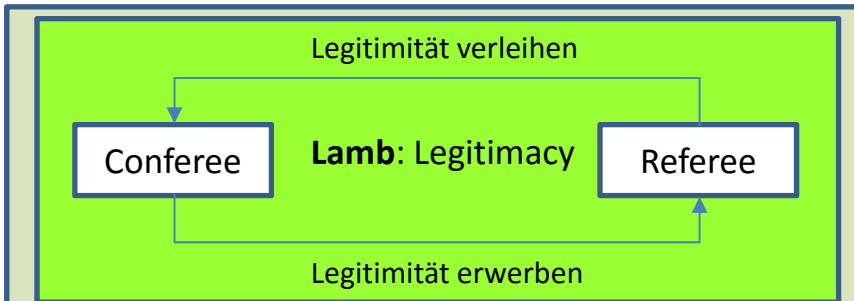 Legitimität verleihen
Conferee
Lamb: Legitimacy
Referee
Legitimität erwerben